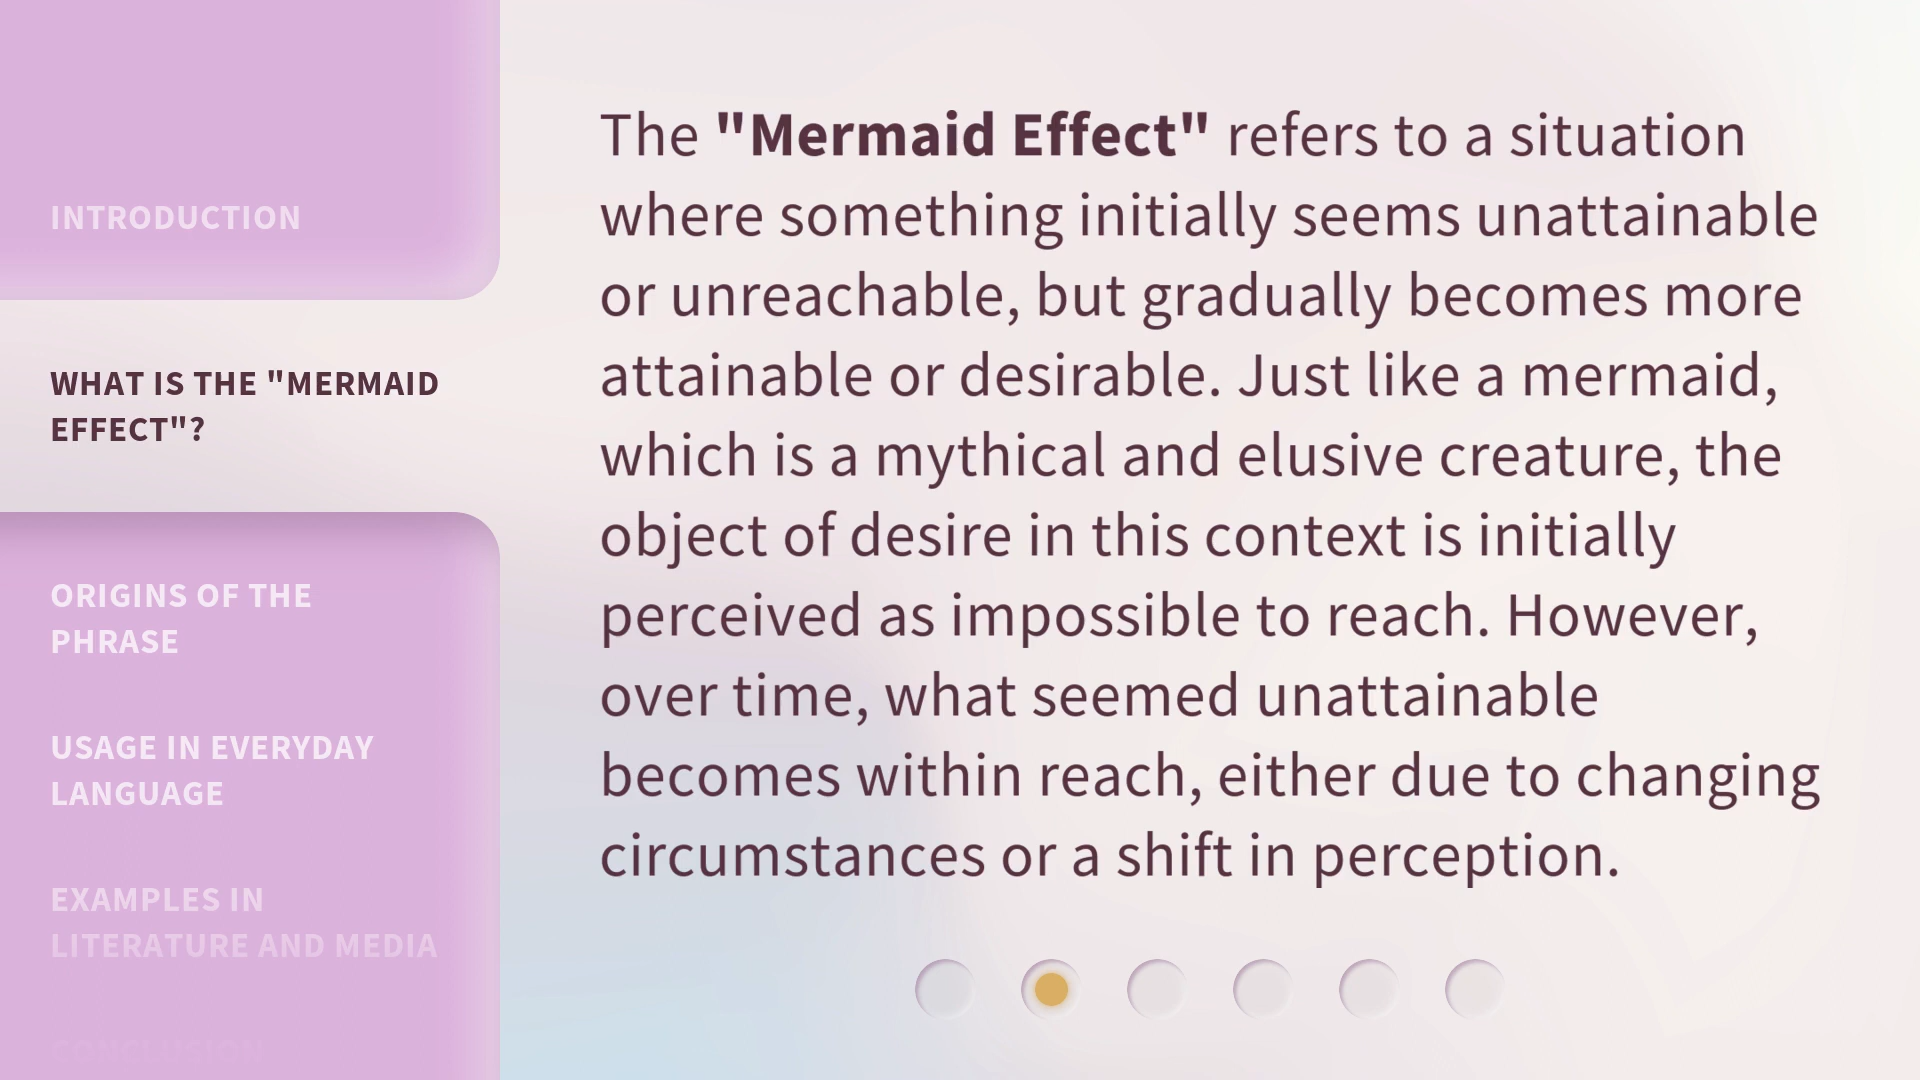 INTRODUCTION
WHAT IS THE "MERMAID
EFFECT"?
ORIGINS OF THE
PHRASE
USAGE IN EVERYDAY
LANGUAGE
EXAMPLES IN
LITERATURE AND MEDIA
CONCLUSION
The "Mermaid Effect" refers to a situation
where something initially seems unattainable
or unreachable, but gradually becomes more
attainable or desirable. Just like a mermaid,
which is a mythical and elusive creature, the
object of desire in this context is initially
perceived as impossible to reach. However,
over time, what seemed unattainable
becomes within reach, either due to changing
circumstances or a shift in perception.